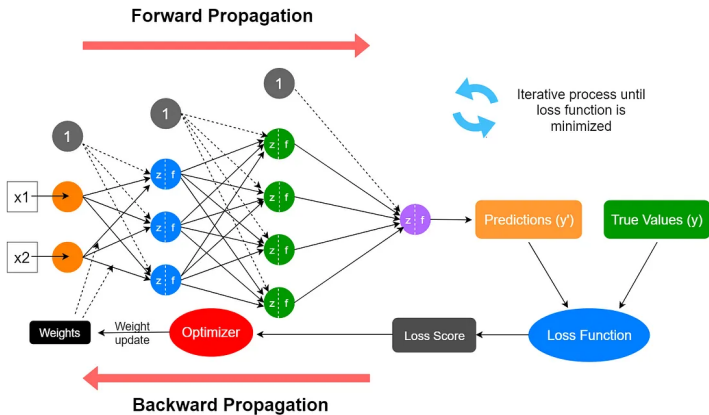 Forward Propagation
1
1
1
Iterative process until
loss function is
minimized
z f
z f
x1
z f
z f
z f
Predictions (y')
True Values (y)
z f
x2
z f
z f
Weights
Weight
update
Optimizer
Loss Score
Loss Function
Backward Propagation